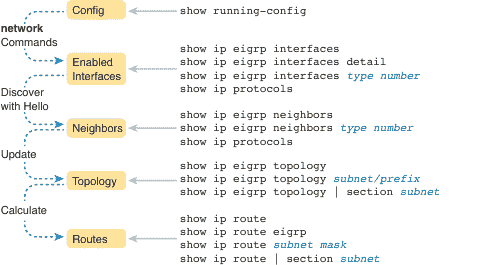 Config
show running-config
network
Commands
Enabled
Interfaces
show ip eigrp interfaces
show ip eigrp interfaces detail
show ip eigrp interfaces type number
show ip protocols
Discover
with Hello
Neighbors
show ip eigrp neighbors
show ip eigrp neighbors type number
show ip protocols
Update
Topology
show ip eigrp topology
show ip eigrp topology subnet/prefix
show ip eigrp topology | section subnet
Calculate
Routes
show ip route
show ip route eigrp
show ip route subnet mask
show ip route | section subnet